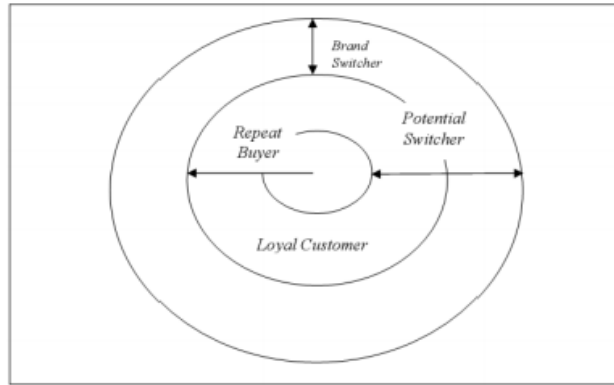 Brand
Switcher
Potential
Switcher
Repeat
Buyer
Loyal Customer